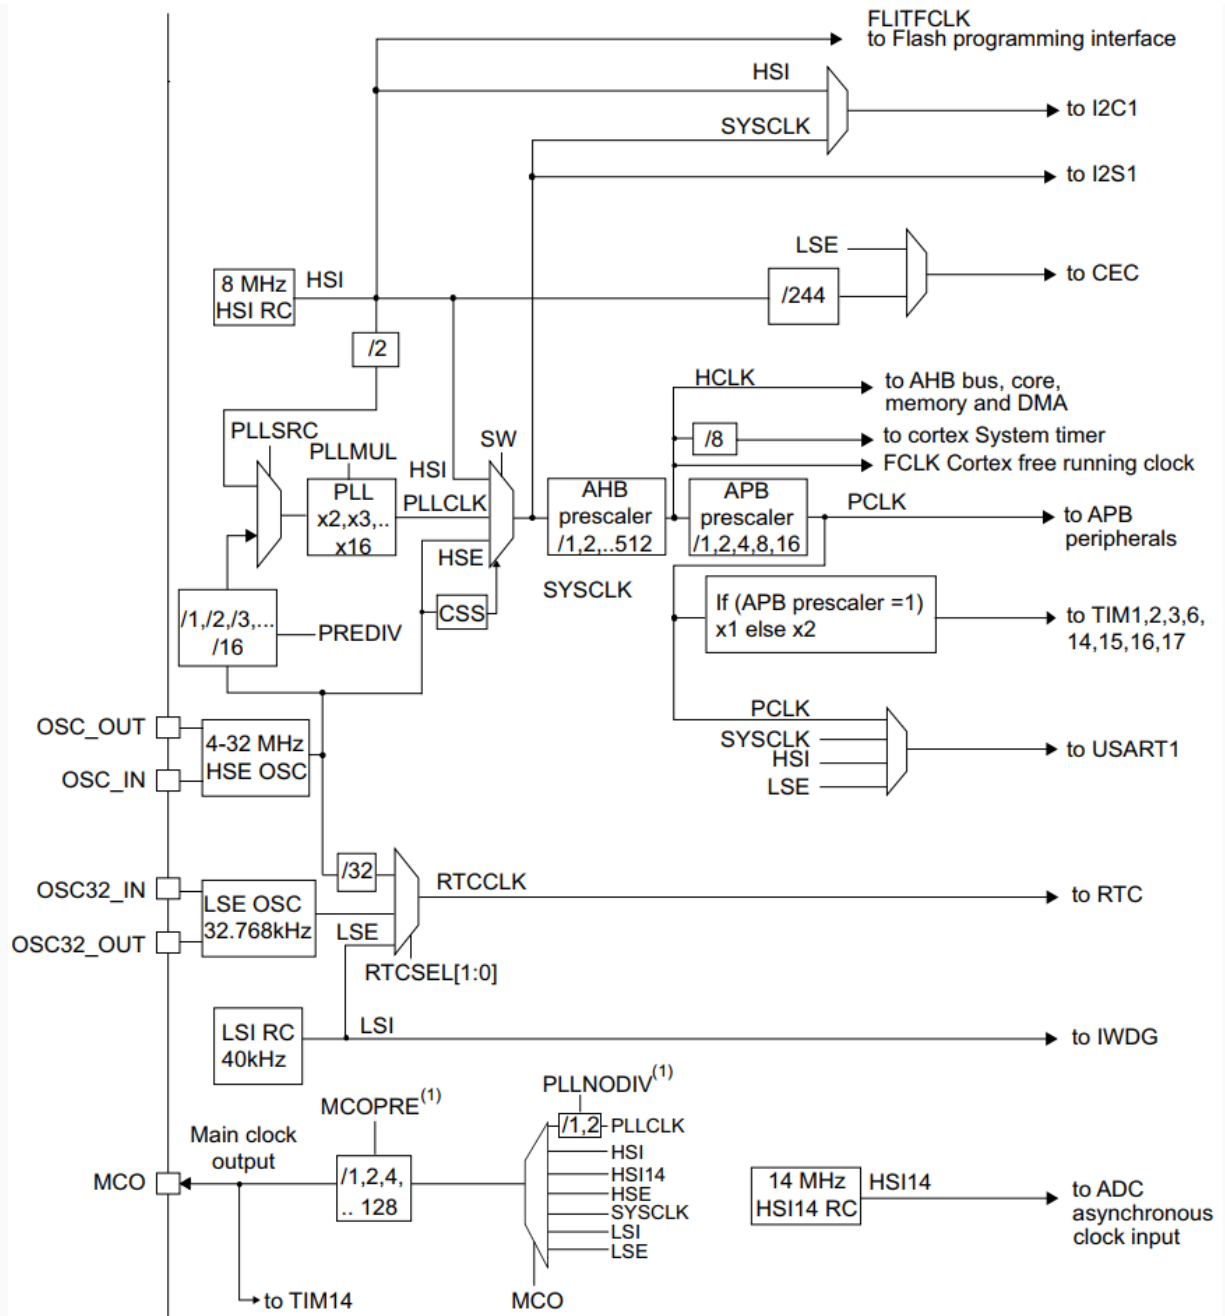 FLITFCLK
to Flash programming interface
HSI
to I2C1
SYSCLK
to I2S1
LSE
to CEC
/244
8 MHz
HSI RC
HSI
/2
HCLK
to AHB bus, core,
memory and DMA
/8
to cortex System timer
FCLK Cortex free running clock
PLLSRC
PLLMUL
SW
HSI
PLL
x2,x3,..
x16
PLLCLK
HSE
AHB
prescaler
/1,2,..512
APB
prescaler
/1,2,4,8,16
PCLK
to APB
peripherals
SYSCLK
CSS
/1,/2,/3,...
/16
PREDIV
If (APB prescaler =1)
x1 else x2
to TIM1,2,3,6,
14,15,16,17
OSC_OUT
OSC_IN
4-32 MHz
HSE OSC
PCLK
SYSCLK
HSI
LSE
to USART1
/32
RTCCLK
to RTC
OSC32_IN
OSC32_OUT
LSE OSC
32.768kHz
LSE
RTCSEL[1:0]
LSI RC
40kHz
LSI
to IWDG
PLLNODIV(1)
MCOPRE(1)
/1,2
PLLCLK
HSI
HSI14
HSE
SYSCLK
LSI
LSE
MCO
Main clock
output
MCO
/1,2,4,
.. 128
to TIM14
14 MHz
HSI14 RC
HSI14
to ADC
asynchronous
clock input